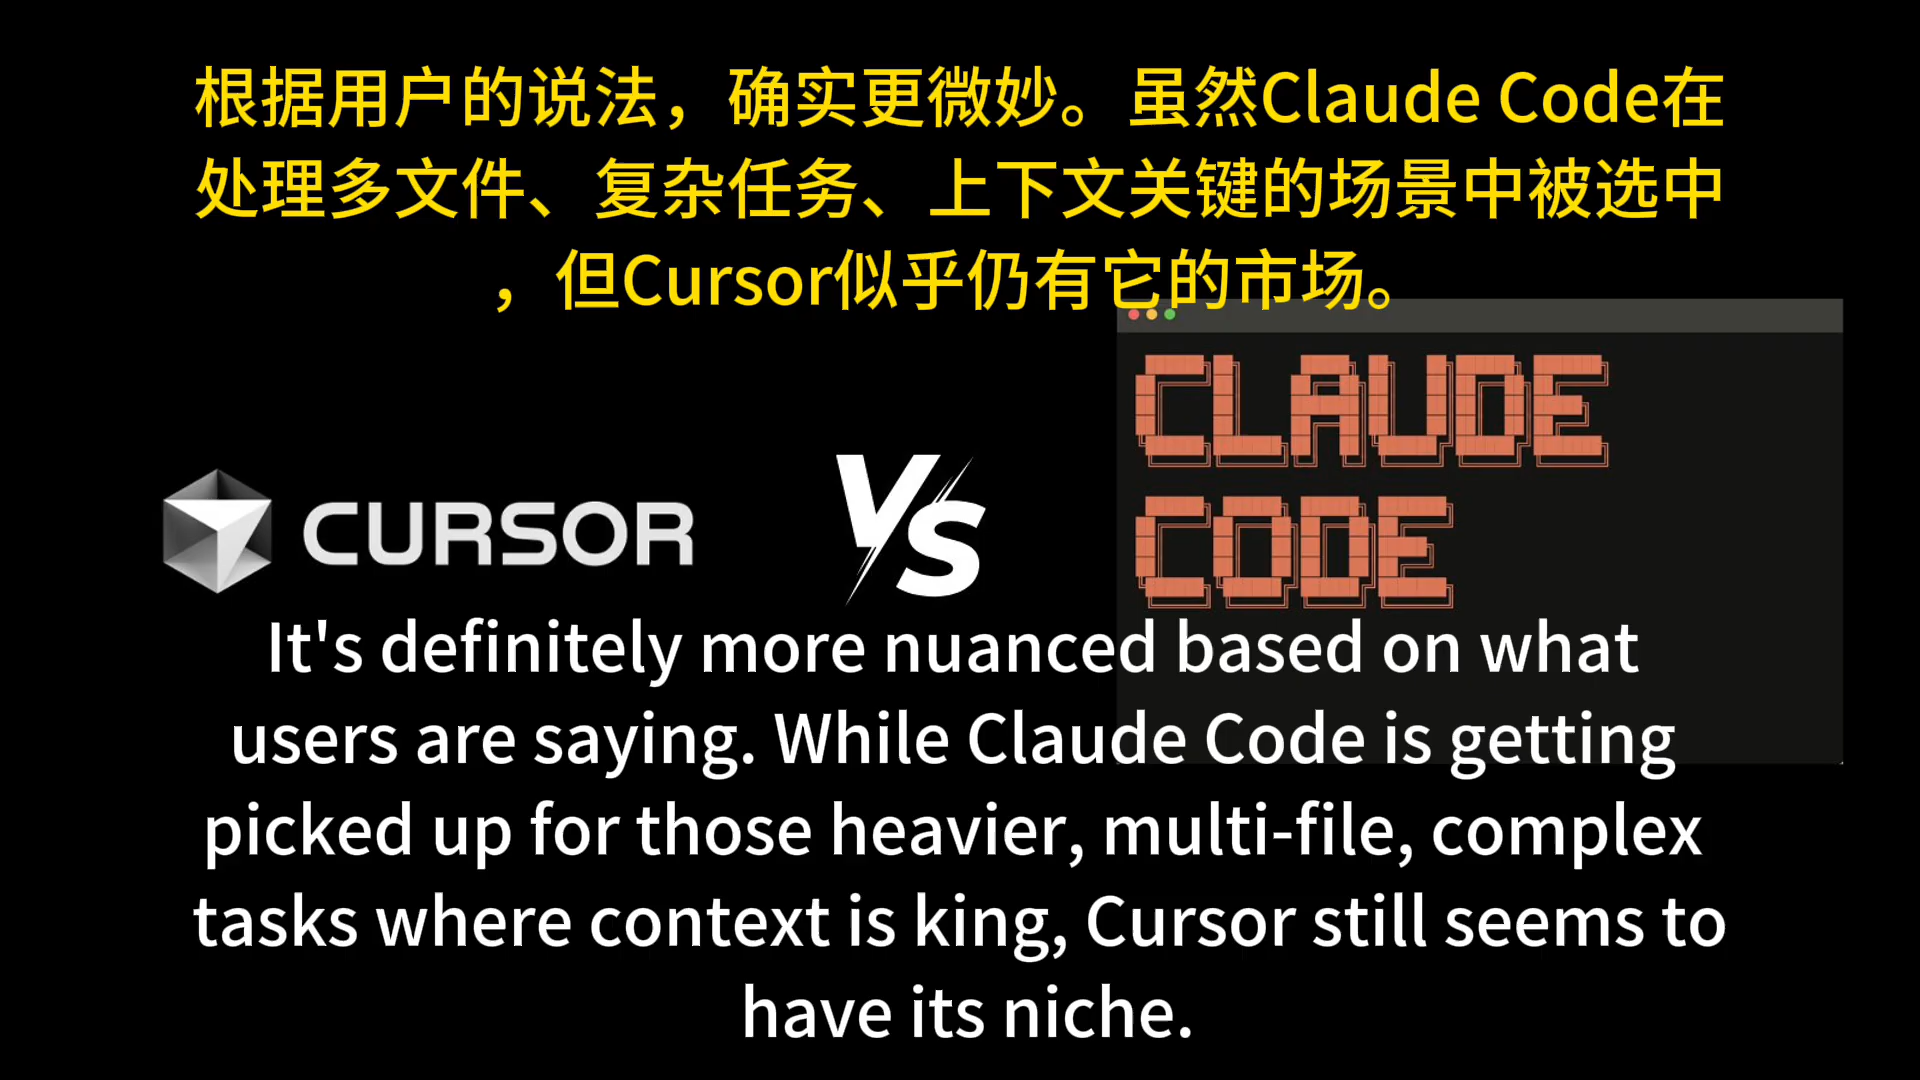 根据用户的说法，确实更微妙。虽然Claude Code在
处理多文件、复杂任务、上下文关键的场景中被选中
，但Cursor似乎仍有它的市场。
CLAUDE
CODE
CURSOR
VS
It's definitely more nuanced based on what
users are saying. While Claude Code is getting
picked up for those heavier, multi-file, complex
tasks where context is king, Cursor still seems to
have its niche.